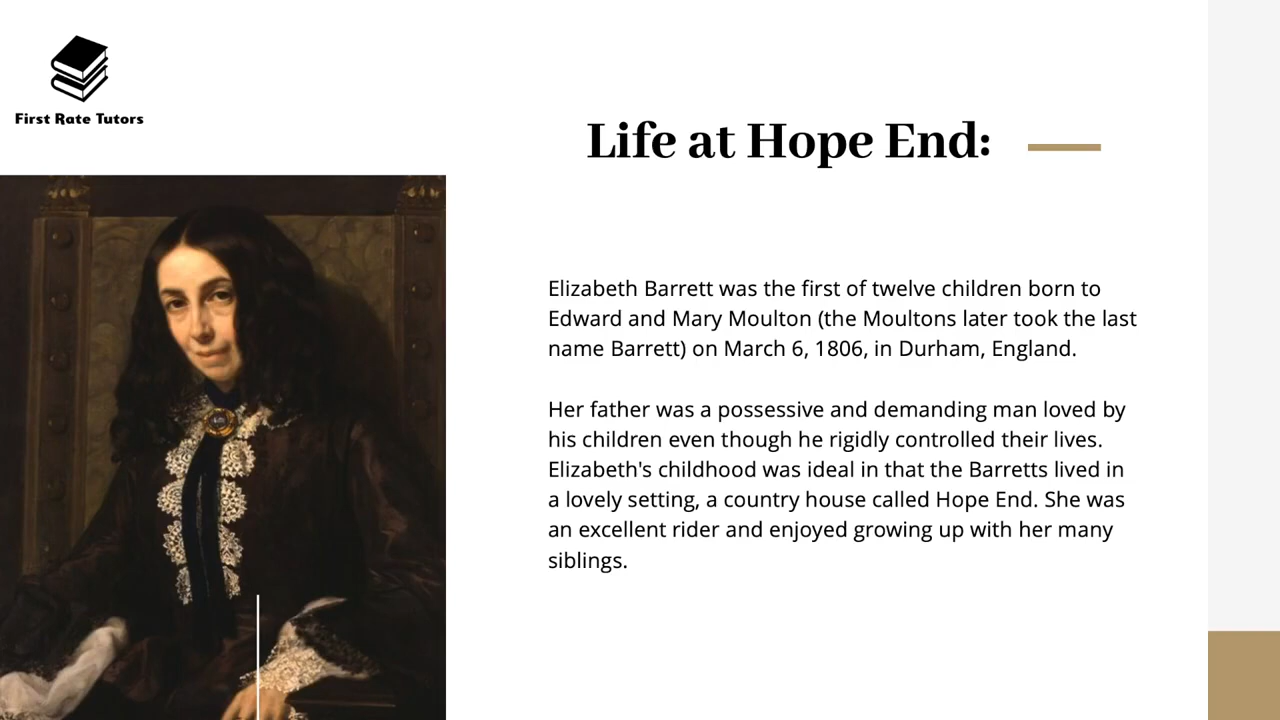 First Rate Tutors
Life at Hope End:
Elizabeth Barrett was the first of twelve children born to
Edward and Mary Moulton (the Moultons later took the last
name Barrett) on March 6, 1806, in Durham, England.
Her father was a possessive and demanding man loved by
his children even though he rigidly controlled their lives.
Elizabeth's childhood was ideal in that the Barretts lived in
a lovely setting, a country house called Hope End. She was
an excellent rider and enjoyed growing up with her many
siblings.